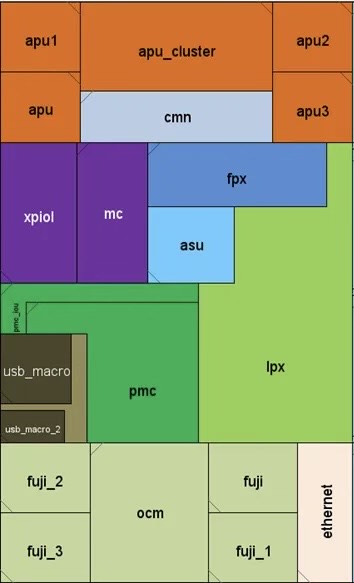 apu1
apu_cluster
apu2
apu
cmn
apu3
xpiol
mc
fpx
asu
pmc_iou
usb_macro
pmc
lpx
usb_macro_2
fuji_2
ocm
fuji
ethernet
fuji_3
fuji_1